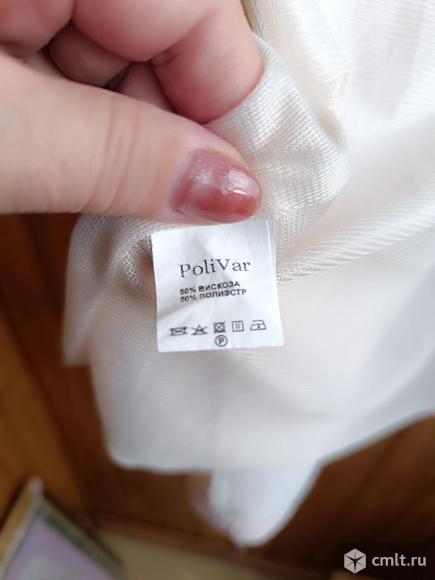 PoliVar
50% ВИСКОЗА
50% ПОЛИЭСТР
P
cmlt.ru